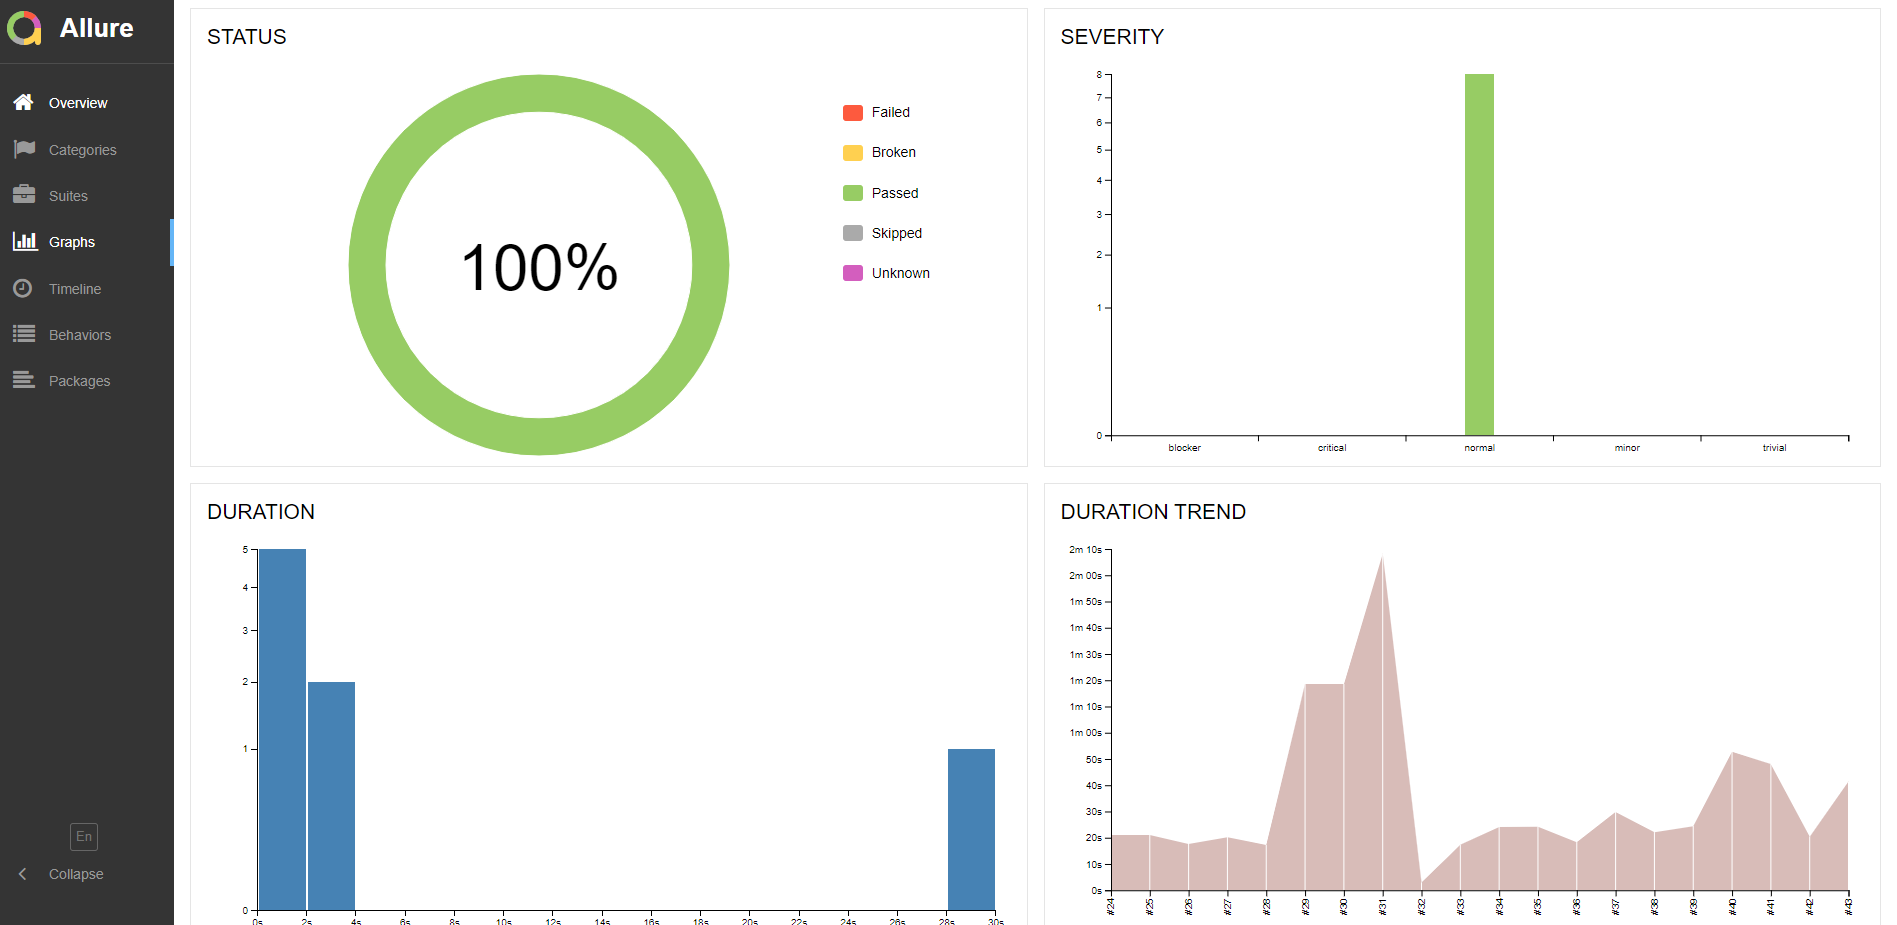 Allure
Overview
Categories
Suites
Graphs
Timeline
Behaviors
Packages
En
Collapse
STATUS
100%
Failed
Broken
Passed
Skipped
Unknown
SEVERITY
8
7
6
5
4
3
2
1
0
blocker critical normal minor trivial
DURATION
5
4
3
2
1
0
0s 2s 4s 6s 8s 10s 12s 14s 16s 18s 20s 22s 24s 26s 28s 30s
DURATION TREND
2m 10s
2m 00s
1m 50s
1m 40s
1m 30s
1m 20s
1m 10s
1m 00s
50s
40s
30s
20s
10s
0s
#24 #25 #26 #27 #28 #29 #30 #31 #32 #33 #34 #35 #36 #37 #38 #39 #40 #41 #42 #43